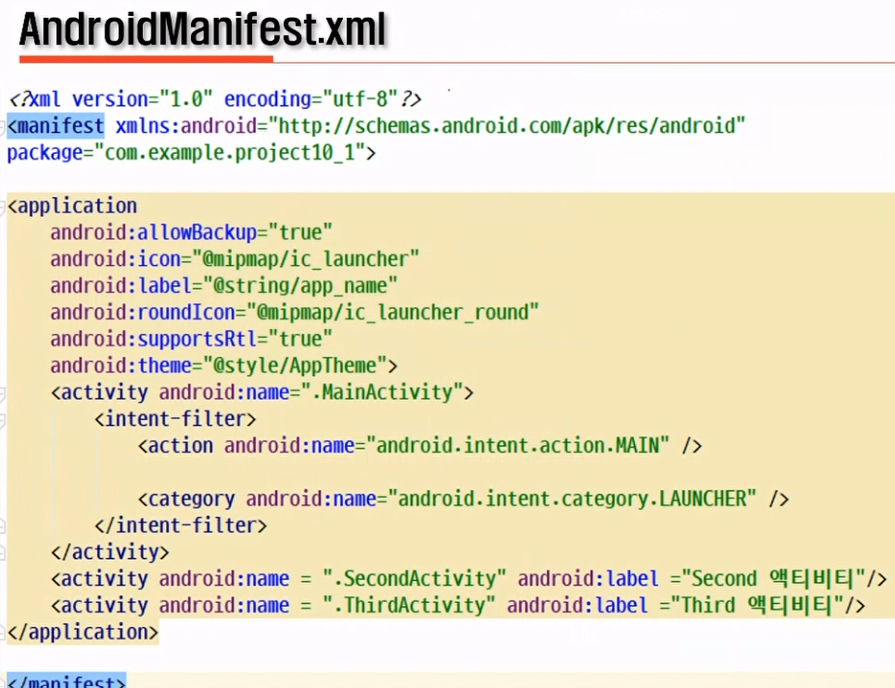 AndroidManifest.xml
<?xml version="1.0" encoding="utf-8"?>
<manifest xmlns:android="http://schemas.android.com/apk/res/android"
package="com.example.project10_1">
<application
android:allowBackup="true"
android:icon="@mipmap/ic_launcher"
android:label="@string/app_name"
android:roundIcon="@mipmap/ic_launcher_round"
android:supportsRtl="true"
android:theme="@style/AppTheme">
<activity android:name=".MainActivity">
<intent-filter>
<action android:name="android.intent.action.MAIN" />
<category android:name="android.intent.category.LAUNCHER" />
</intent-filter>
</activity>
<activity android:name = ".SecondActivity" android:label ="Second 액티비티"/>
<activity android:name = ".ThirdActivity" android:label ="Third 액티비티"/>
</application>
</manifest>